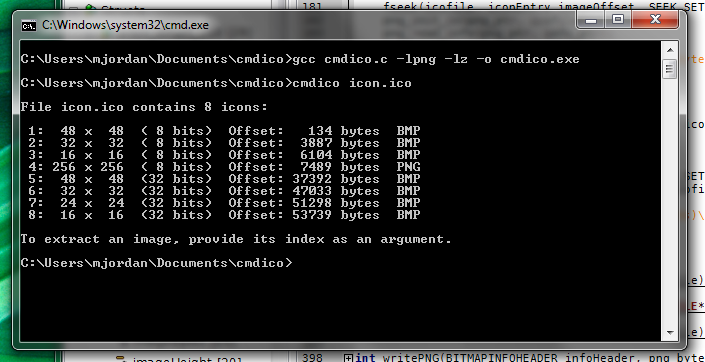 Structs
181
fseek(icofile, iconEntry.imageOffset, SEEK_SET
C:\Windows\system32\cmd.exe
C:\Users\mjordan\Documents\cmdico>gcc cmdico.c -lpng -lz -o cmdico.exe
C:\Users\mjordan\Documents\cmdico>cmdico icon.ico
File icon.ico contains 8 icons:
1: 48 x 48 ( 8 bits) Offset: 134 bytes BMP
2: 32 x 32 ( 8 bits) Offset: 3887 bytes BMP
3: 16 x 16 ( 8 bits) Offset: 6104 bytes BMP
4: 256 x 256 ( 8 bits) Offset: 7489 bytes PNG
5: 48 x 48 (32 bits) Offset: 37392 bytes BMP
6: 32 x 32 (32 bits) Offset: 47033 bytes BMP
7: 24 x 24 (32 bits) Offset: 51298 bytes BMP
8: 16 x 16 (32 bits) Offset: 53739 bytes BMP
To extract an image, provide its index as an argument.
C:\Users\mjordan\Documents\cmdico>
imageHeight [20]
398
int writePNG(BITMAPINFOHEADER infoHeader, png_byte